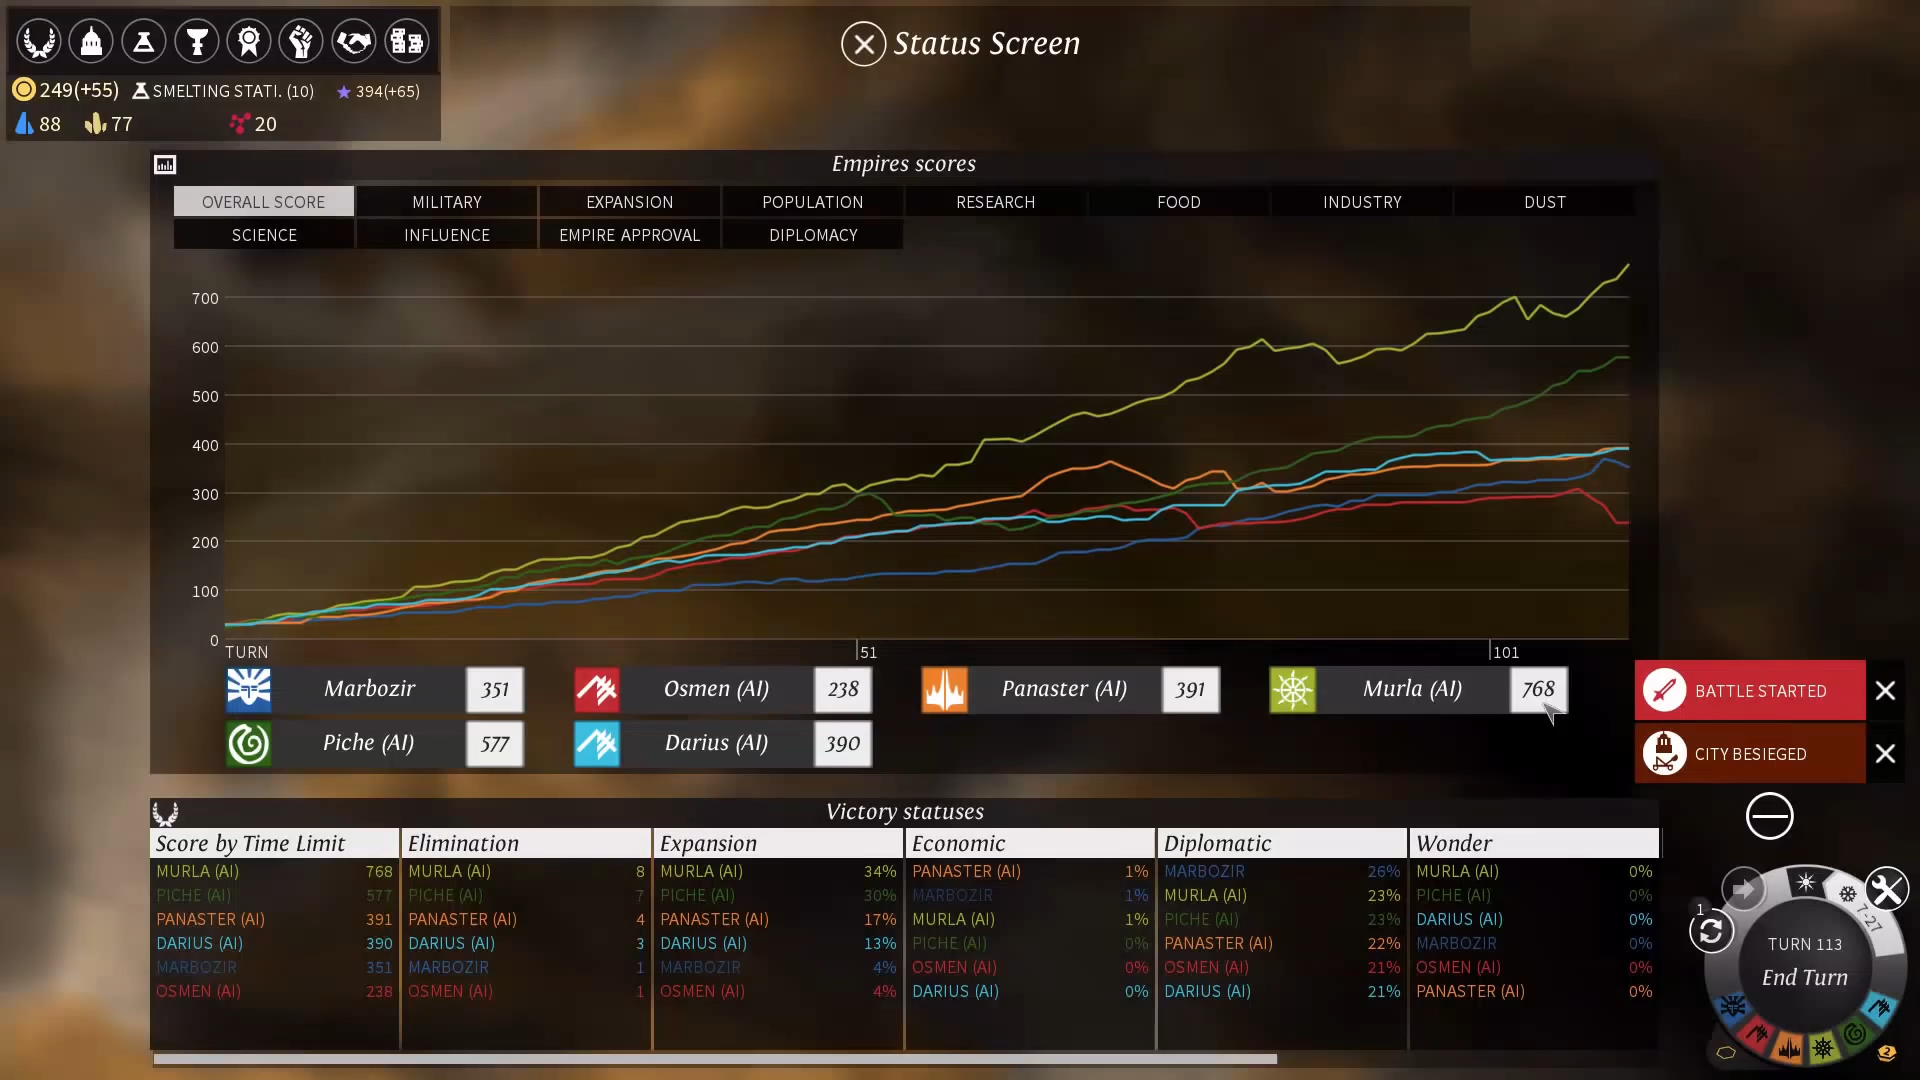 Status Screen
249(+55) SMELTING STATI. (10) 394(+65)
88 77 20
Empires scores
OVERALL SCORE MILITARY EXPANSION POPULATION RESEARCH FOOD INDUSTRY DUST
SCIENCE INFLUENCE EMPIRE APPROVAL DIPLOMACY
700
600
500
400
300
200
100
0
TURN 51 101
Marbozir 351 Osmen (AI) 238 Panaster (AI) 391 Murla (AI) 768
Piche (AI) 577 Darius (AI) 390
BATTLE STARTED
CITY BESIEGED
Victory statuses
Score by Time Limit Elimination Expansion Economic Diplomatic Wonder
MURLA (AI) 768 MURLA (AI) 8 MURLA (AI) 34% PANASTER (AI) 1% MARBOZIR 26% MURLA (AI) 0%
PICHE (AI) 577 PICHE (AI) 7 PICHE (AI) 30% MARBOZIR 1% MURLA (AI) 23% PICHE (AI) 0%
PANASTER (AI) 391 PANASTER (AI) 4 PANASTER (AI) 17% MURLA (AI) 1% PICHE (AI) 23% DARIUS (AI) 0%
DARIUS (AI) 390 DARIUS (AI) 3 DARIUS (AI) 13% PICHE (AI) 0% PANASTER (AI) 22% MARBOZIR 0%
MARBOZIR 351 MARBOZIR 1 MARBOZIR 4% OSMEN (AI) 0% OSMEN (AI) 21% OSMEN (AI) 0%
OSMEN (AI) 238 OSMEN (AI) 1 OSMEN (AI) 4% DARIUS (AI) 0% DARIUS (AI) 21% PANASTER (AI) 0%
1
7-27
TURN 113
End Turn
2